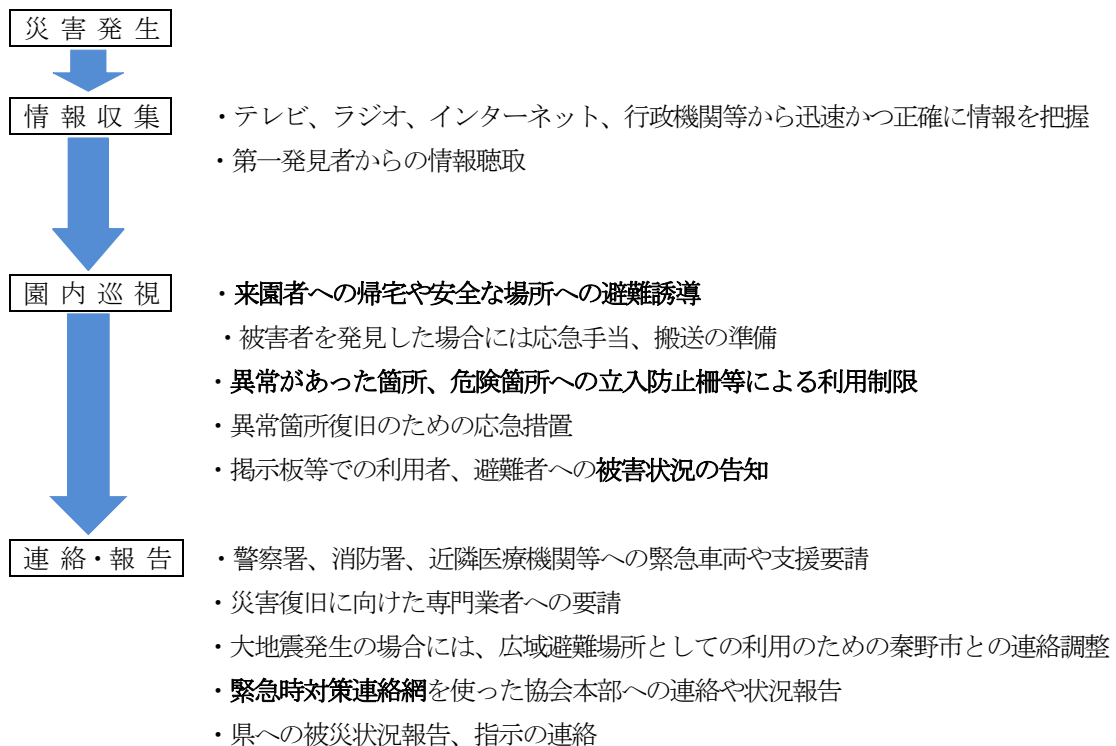 災害発生
情報収集 ・テレビ、ラジオ、インターネット、行政機関等から迅速かつ正確に情報を把握
・第一発見者からの情報聴取
園内巡視 ・来園者への帰宅や安全な場所への避難誘導
・被害者を発見した場合には応急手当、搬送の準備
・異常があった箇所、危険箇所への立入防止柵等による利用制限
・異常箇所復旧のための応急措置
・掲示板等での利用者、避難者への被害状況の告知
連絡・報告 ・警察署、消防署、近隣医療機関等への緊急車両や支援要請
・災害復旧に向けた専門業者への要請
・大地震発生の場合には、広域避難場所としての利用のための秦野市との連絡調整
・緊急時対策連絡網を使った協会本部への連絡や状況報告
・県への被災状況報告、指示の連絡